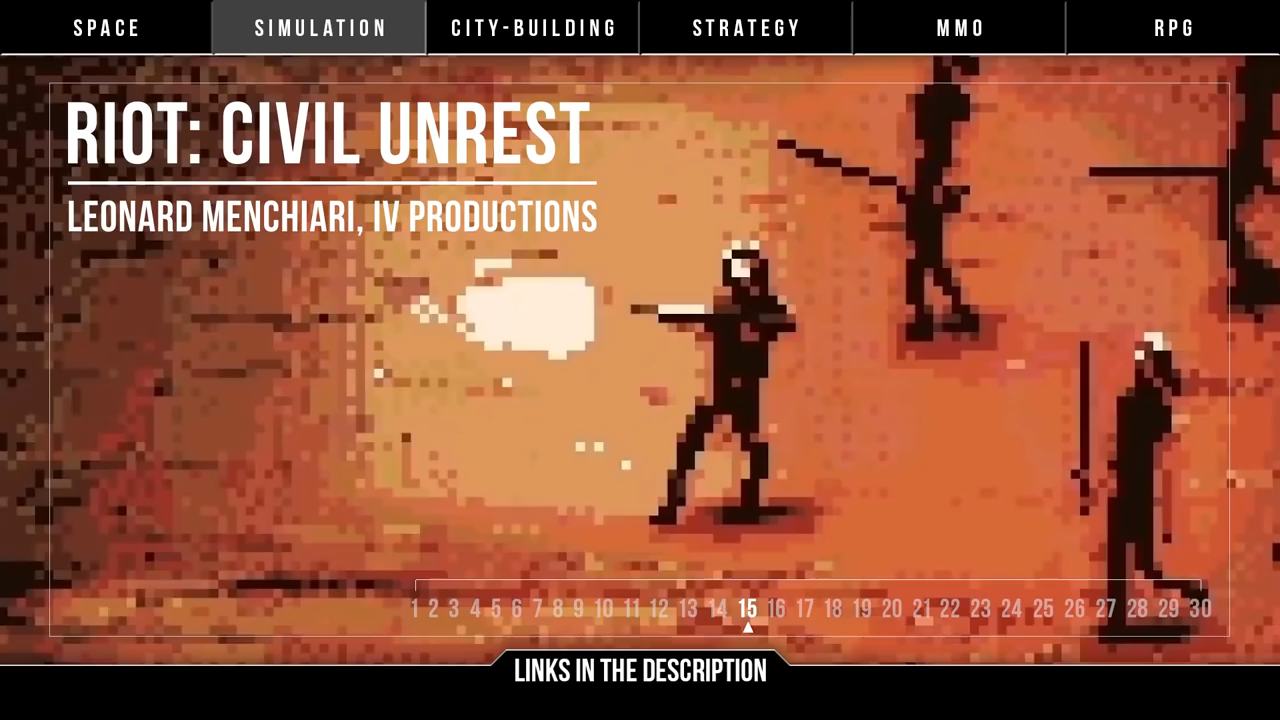 SPACE SIMULATION CITY-BUILDING STRATEGY MMO RPG
RIOT: CIVIL UNREST
LEONARD MENCHIARI, IV PRODUCTIONS
1 2 3 4 5 6 7 8 9 10 11 12 13 14 15 16 17 18 19 20 21 22 23 24 25 26 27 28 29 30
LINKS IN THE DESCRIPTION